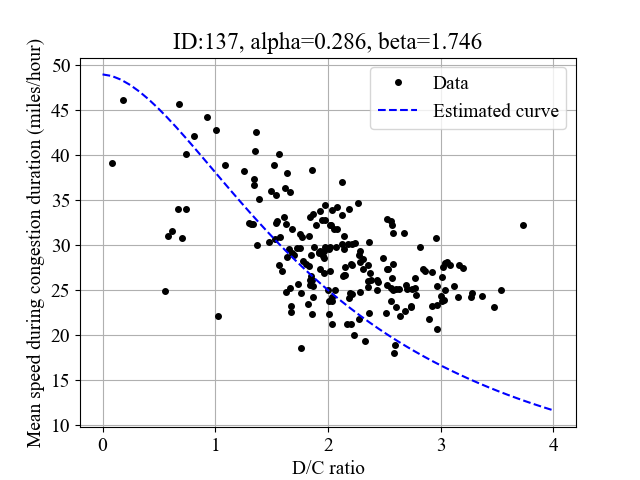 ID:137, alpha=0.286, beta=1.746
Mean speed during congestion duration (miles/hour)
50
45
40
35
30
25
20
15
10
Data
Estimated curve
0 1 2 3 4
D/C ratio